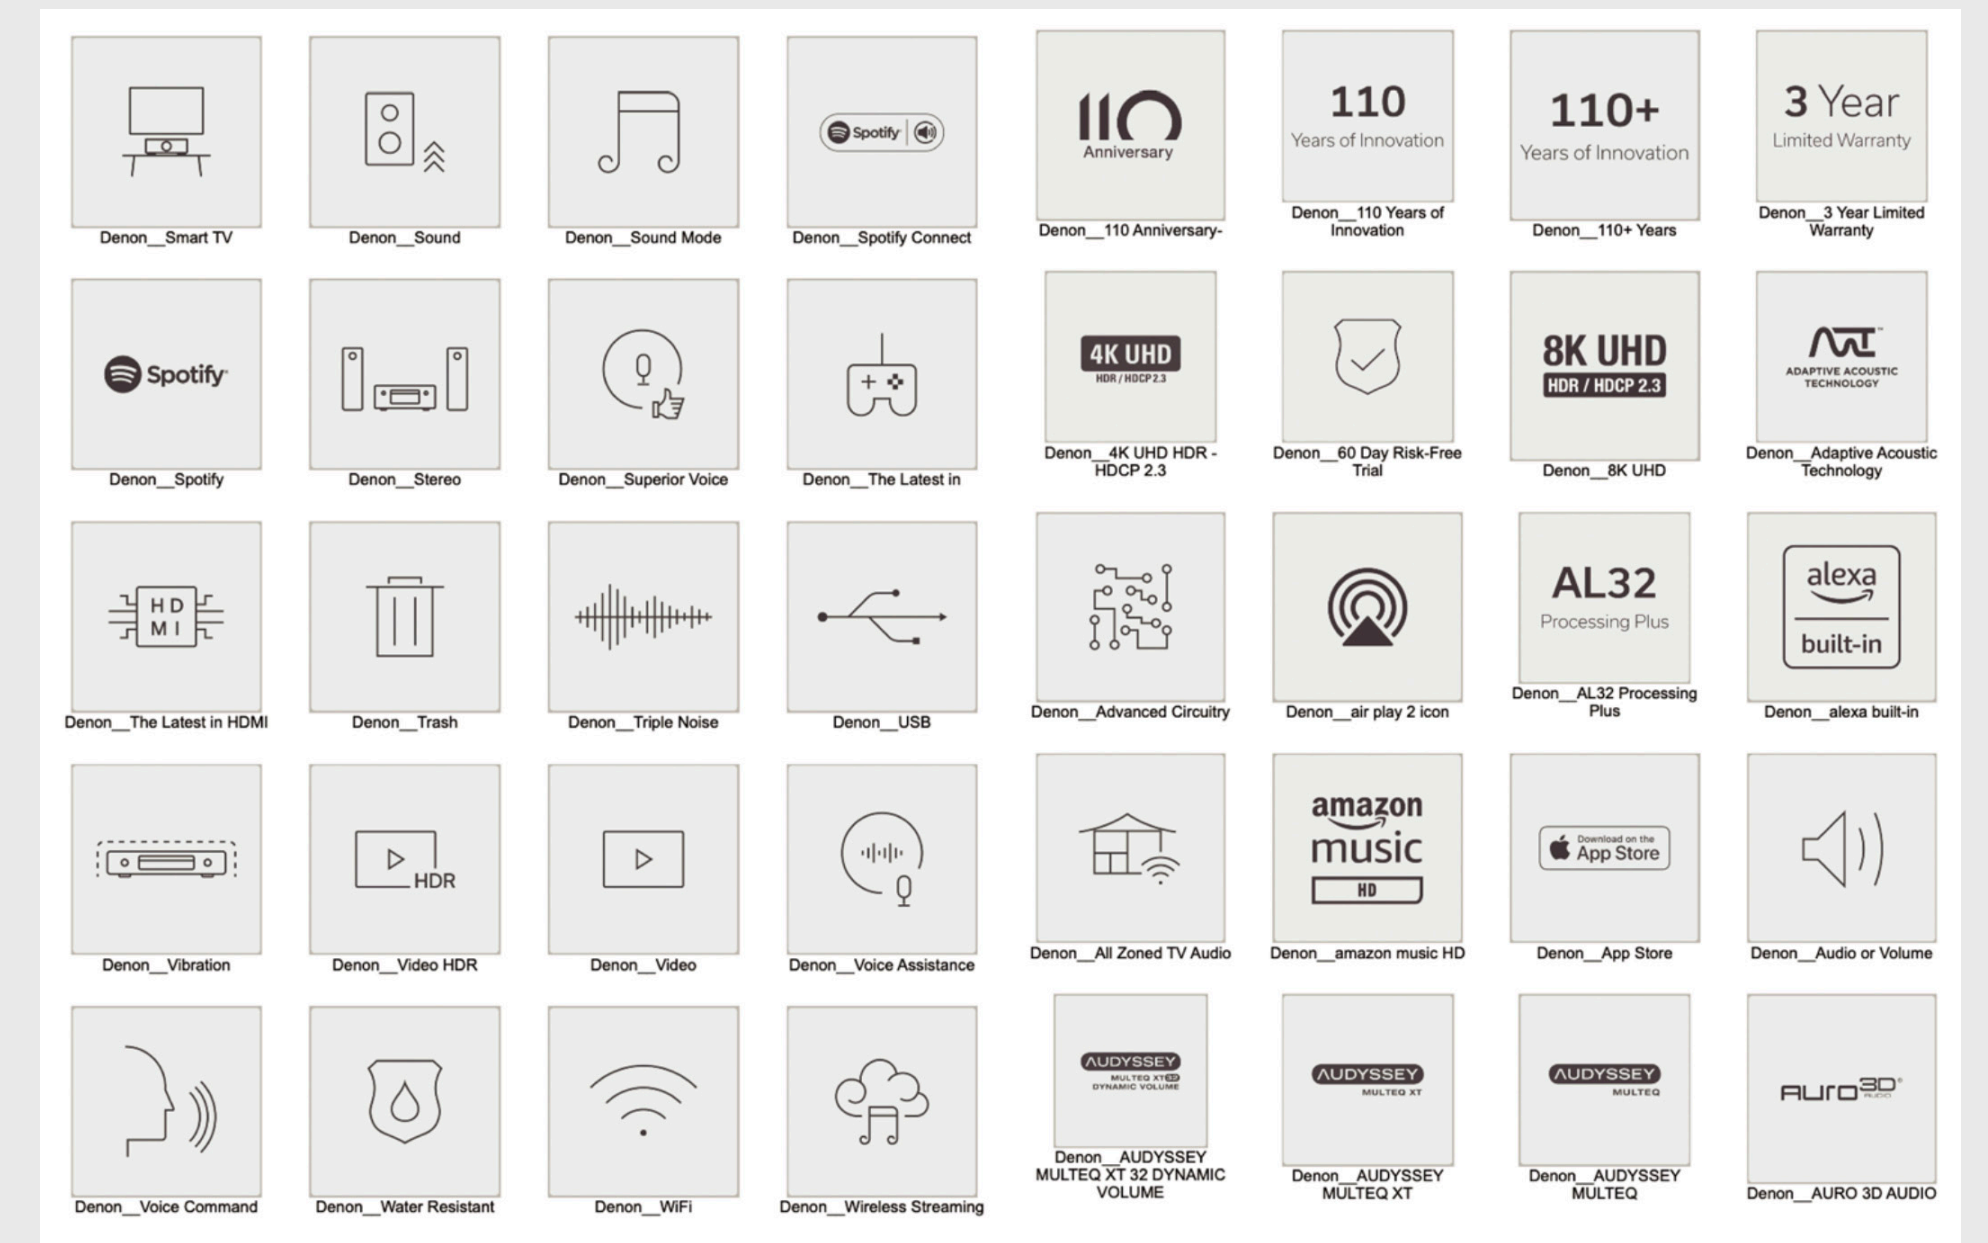 110
Anniversary
110
Years of Innovation
110+
Years of Innovation
3 Year
Limited Warranty
Spotify
Denon__Smart TV
Denon__Sound
Denon__Sound Mode
Denon__Spotify Connect
Denon__110 Anniversary-
Denon__110 Years of
Innovation
Denon__110+ Years
Denon__3 Year Limited
Warranty
Spotify
4K UHD
HDR / HDCP 2.3
8K UHD
HDR / HDCP 2.3
ADAPTIVE ACOUSTIC
TECHNOLOGY
Denon__Spotify
Denon__Stereo
Denon__Superior Voice
Denon__The Latest in
Denon__4K UHD HDR -
HDCP 2.3
Denon__60 Day Risk-Free
Trial
Denon__8K UHD
Denon__Adaptive Acoustic
Technology
HD
MI
AL32
Processing Plus
alexa
built-in
Denon__The Latest in HDMI
Denon__Trash
Denon__Triple Noise
Denon__USB
Denon__Advanced Circuitry
Denon__air play 2 icon
Denon__AL32 Processing
Plus
Denon__alexa built-in
HDR
amazon
music
HD
Download on the
App Store
Denon__Vibration
Denon__Video HDR
Denon__Video
Denon__Voice Assistance
Denon__All Zoned TV Audio
Denon__amazon music HD
Denon__App Store
Denon__Audio or Volume
AUDYSSEY
MULTEQ XT32
DYNAMIC VOLUME
AUDYSSEY
MULTEQ XT
AUDYSSEY
MULTEQ
AURO 3D®
AUDIO
Denon__Voice Command
Denon__Water Resistant
Denon__WiFi
Denon__Wireless Streaming
Denon__AUDYSSEY
MULTEQ XT 32 DYNAMIC
VOLUME
Denon__AUDYSSEY
MULTEQ XT
Denon__AUDYSSEY
MULTEQ
Denon__AURO 3D AUDIO